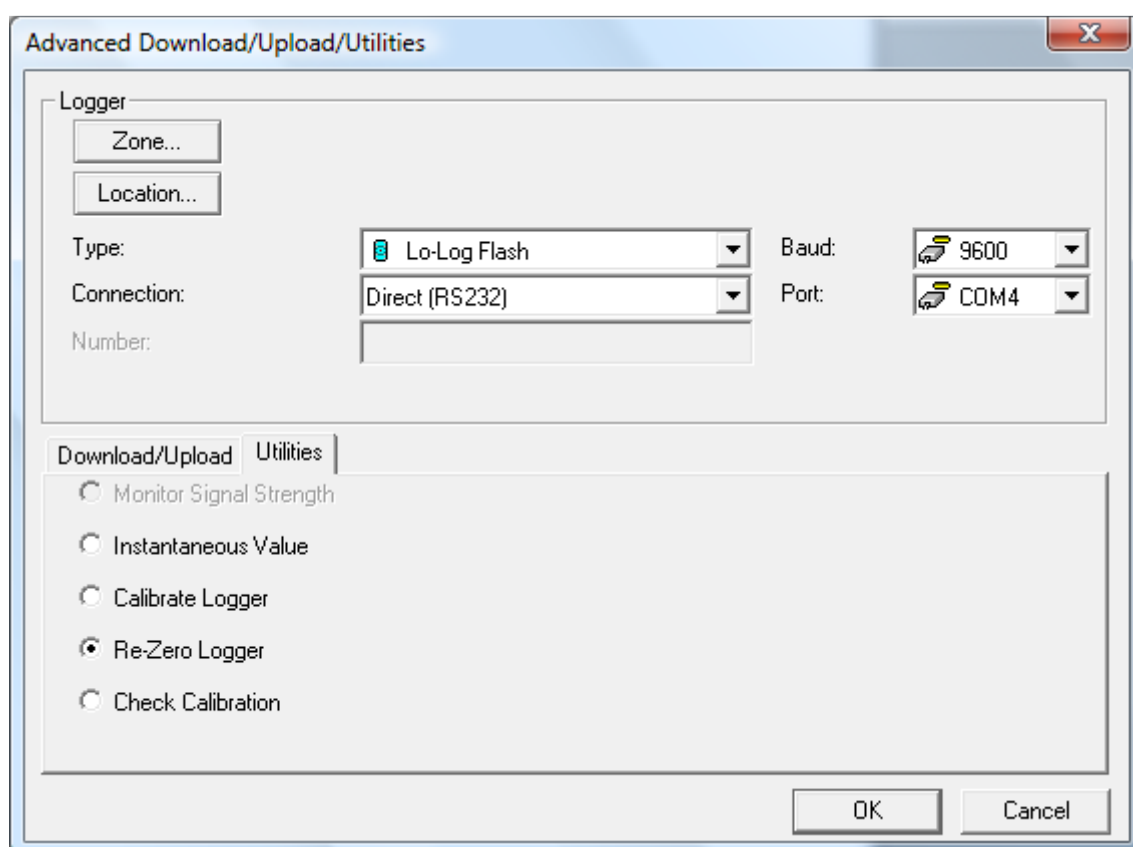 Advanced Download/Upload/Utilities
Logger
Zone...
Location...
Type: Lo-Log Flash Baud: 9600
Connection: Direct (RS232) Port: COM4
Number:
Download/Upload Utilities
Monitor Signal Strength
Instantaneous Value
Calibrate Logger
Re-Zero Logger
Check Calibration
OK Cancel